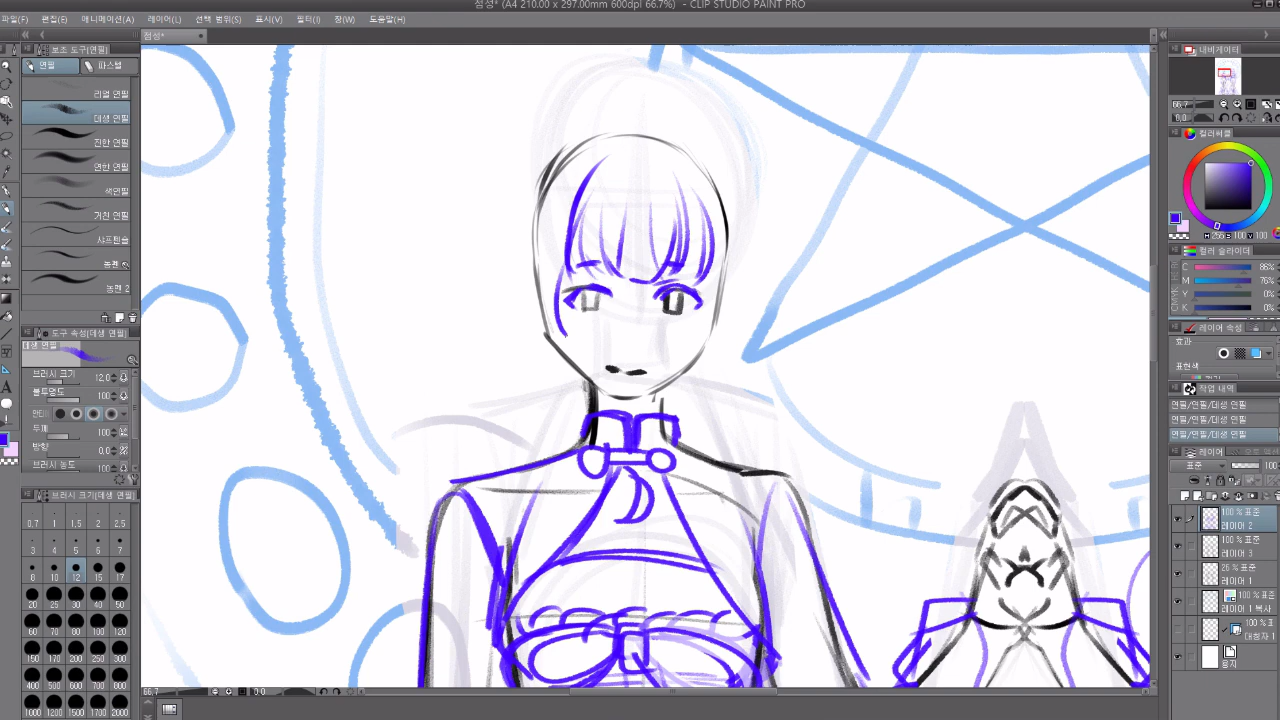 점성* (A4 210.00 x 297.00mm 600dpi 66.7%) - CLIP STUDIO PAINT PRO
파일(F) 편집(E) 애니메이션(A) 레이어(L) 선택 범위(S) 표시(V) 필터(I) 창(W) 도움말(H)
점성*
보조 도구(연필)
연필 파스텔
리얼 연필
데생 연필
진한 연필
연한 연필
색연필
거친 연필
샤프펜슬
농펜
농펜 2
도구 속성(데생 연필)
데생 연필
브러시 크기 12.0
불투명도 100
두께 100
방향 0.0
브러시 농도 100
브러시 크기(데생 연필)
0.7 1 1.5 2 2.5
3 4 5 6 7
8 10 12 15 17
20 25 30 40 50
60 70 80 100 120
150 170 200 250 300
400 500 600 700 800
1000 1200 1500 1700 2000
66.7 0.0
내비게이터
66.7
0.0
컬러 써클
H 255 S 100 V 100
컬러 슬라이더
C 86%
M 76%
Y 0%
K 0%
레이어 속성
효과
표현색
작업 내역
연필/연필/데생 연필
연필/연필/데생 연필
연필/연필/데생 연필
레이어
표준 100
100 % 표준
레이어 2
100 % 표준
레이어 3
26 % 표준
레이어 1
100 % 표준
레이어 1 복사
100 % 표
대칭자 1
용지